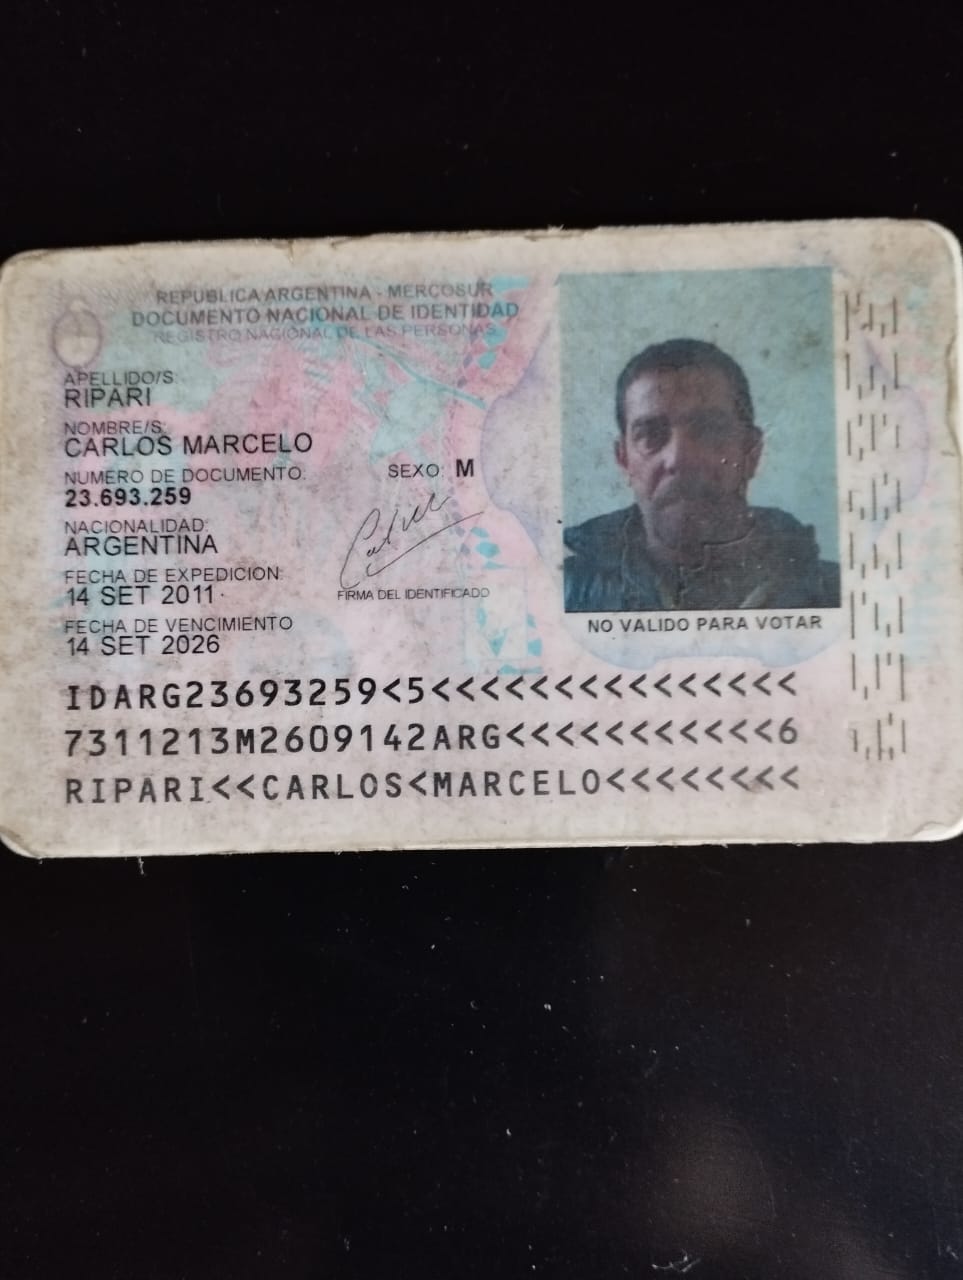 REPUBLICA ARGENTINA - MERCOSUR
DOCUMENTO NACIONAL DE IDENTIDAD
REGISTRO NACIONAL DE LAS PERSONAS
APELLIDO/S:
RIPARI
NOMBRE/S:
CARLOS MARCELO
NUMERO DE DOCUMENTO: SEXO: M
23.693.259
NACIONALIDAD:
ARGENTINA
FECHA DE EXPEDICION:
14 SET 2011
FIRMA DEL IDENTIFICADO
FECHA DE VENCIMIENTO
14 SET 2026
NO VALIDO PARA VOTAR
IDARG23693259<5<<<<<<<<<<<<<<<
7311213M2609142ARG<<<<<<<<<<<6
RIPARI<<CARLOS<MARCELO<<<<<<<<